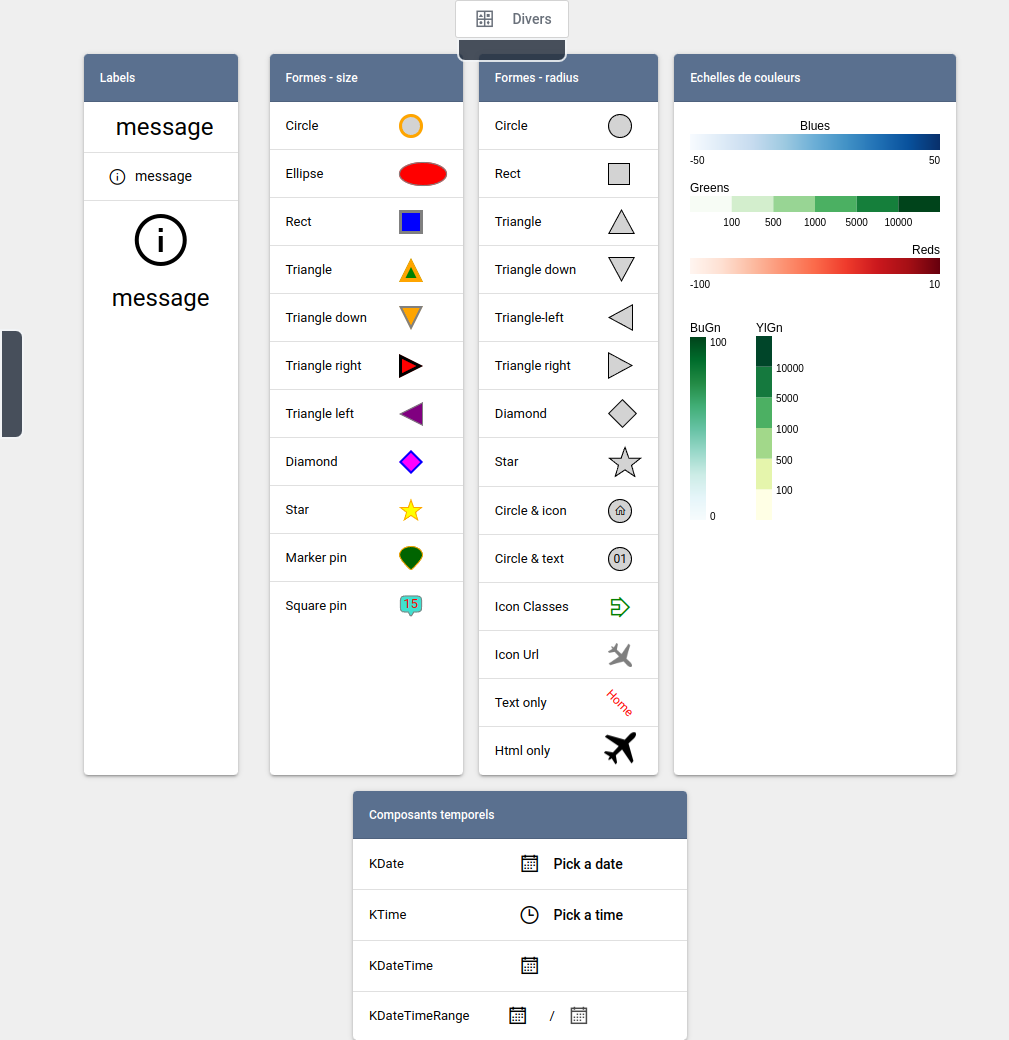 Divers
Labels
message
message
message
Formes - size
Circle
Ellipse
Rect
Triangle
Triangle down
Triangle right
Triangle left
Diamond
Star
Marker pin
Square pin 15
Formes - radius
Circle
Rect
Triangle
Triangle down
Triangle-left
Triangle right
Diamond
Star
Circle & icon
Circle & text 01
Icon Classes
Icon Url
Text only Home
Html only
Echelles de couleurs
Blues
-50 50
Greens
100 500 1000 5000 10000
Reds
-100 10
BuGn
100
0
YlGn
10000
5000
1000
500
100
Composants temporels
KDate Pick a date
KTime Pick a time
KDateTime
KDateTimeRange /